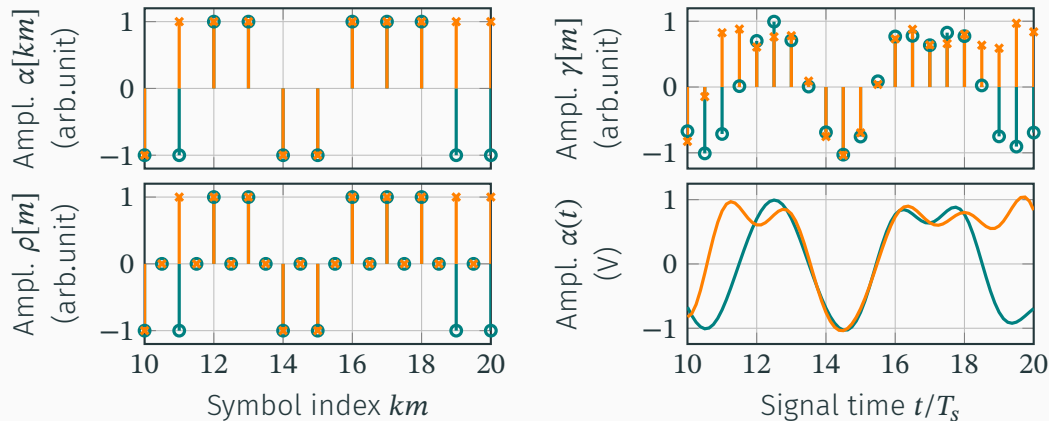 Ampl. α[km]
(arb.unit)
1
0
−1
Ampl. γ[m]
(arb.unit)
1
0
−1
Ampl. ρ[m]
(arb.unit)
1
0
−1
10 12 14 16 18 20
Symbol index km
Ampl. α(t)
(V)
1
0
−1
10 12 14 16 18 20
Signal time t/Ts